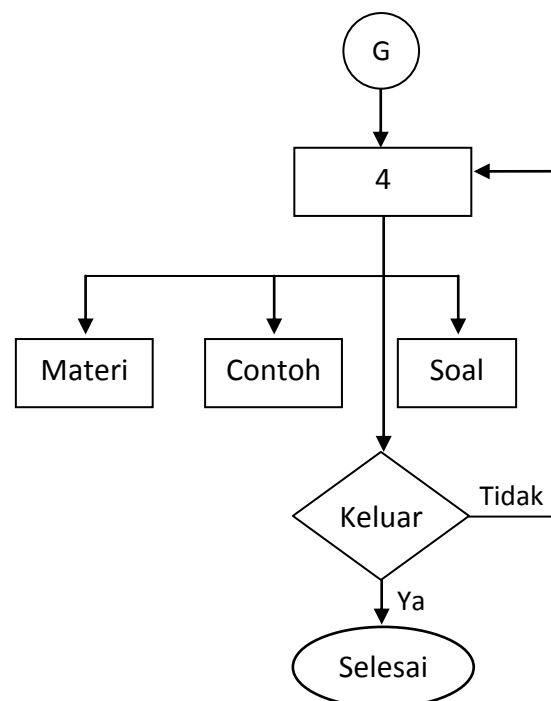 G
4
Materi
Contoh
Soal
Keluar
Tidak
Ya
Selesai